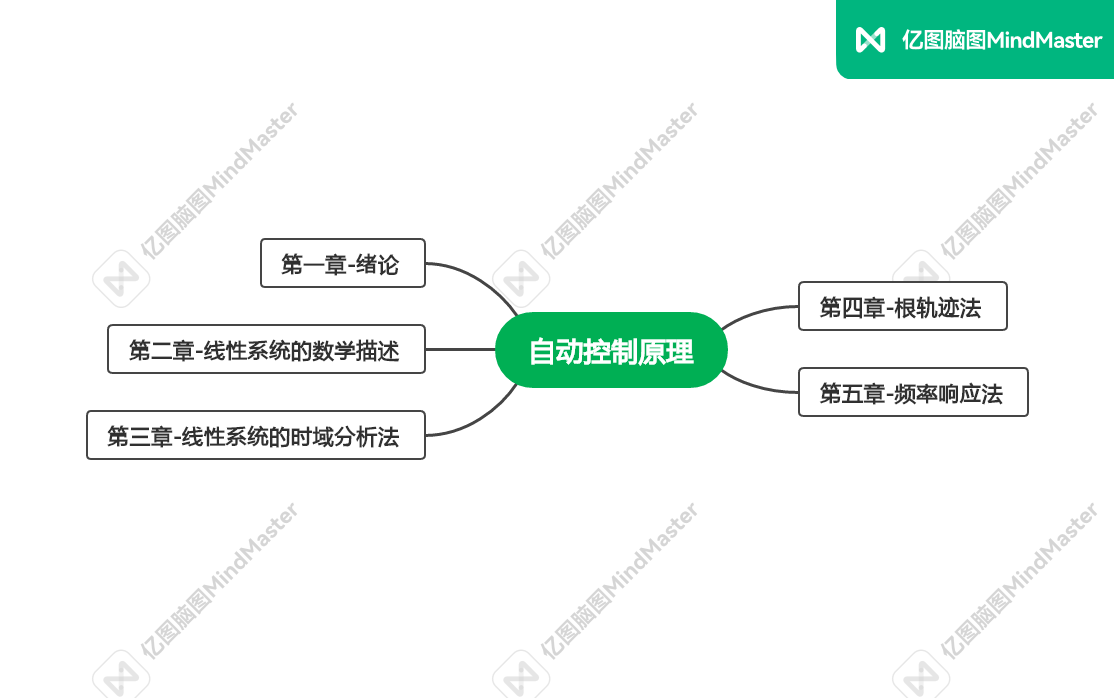 亿图脑图MindMaster
亿图脑图MindMaster
亿图脑图MindMaster
亿图脑图MindMaster
第一章-绪论
第二章-线性系统的数学描述
第三章-线性系统的时域分析法
自动控制原理
第四章-根轨迹法
第五章-频率响应法
亿图脑图MindMaster
亿图脑图MindMaster
亿图脑图MindMaster